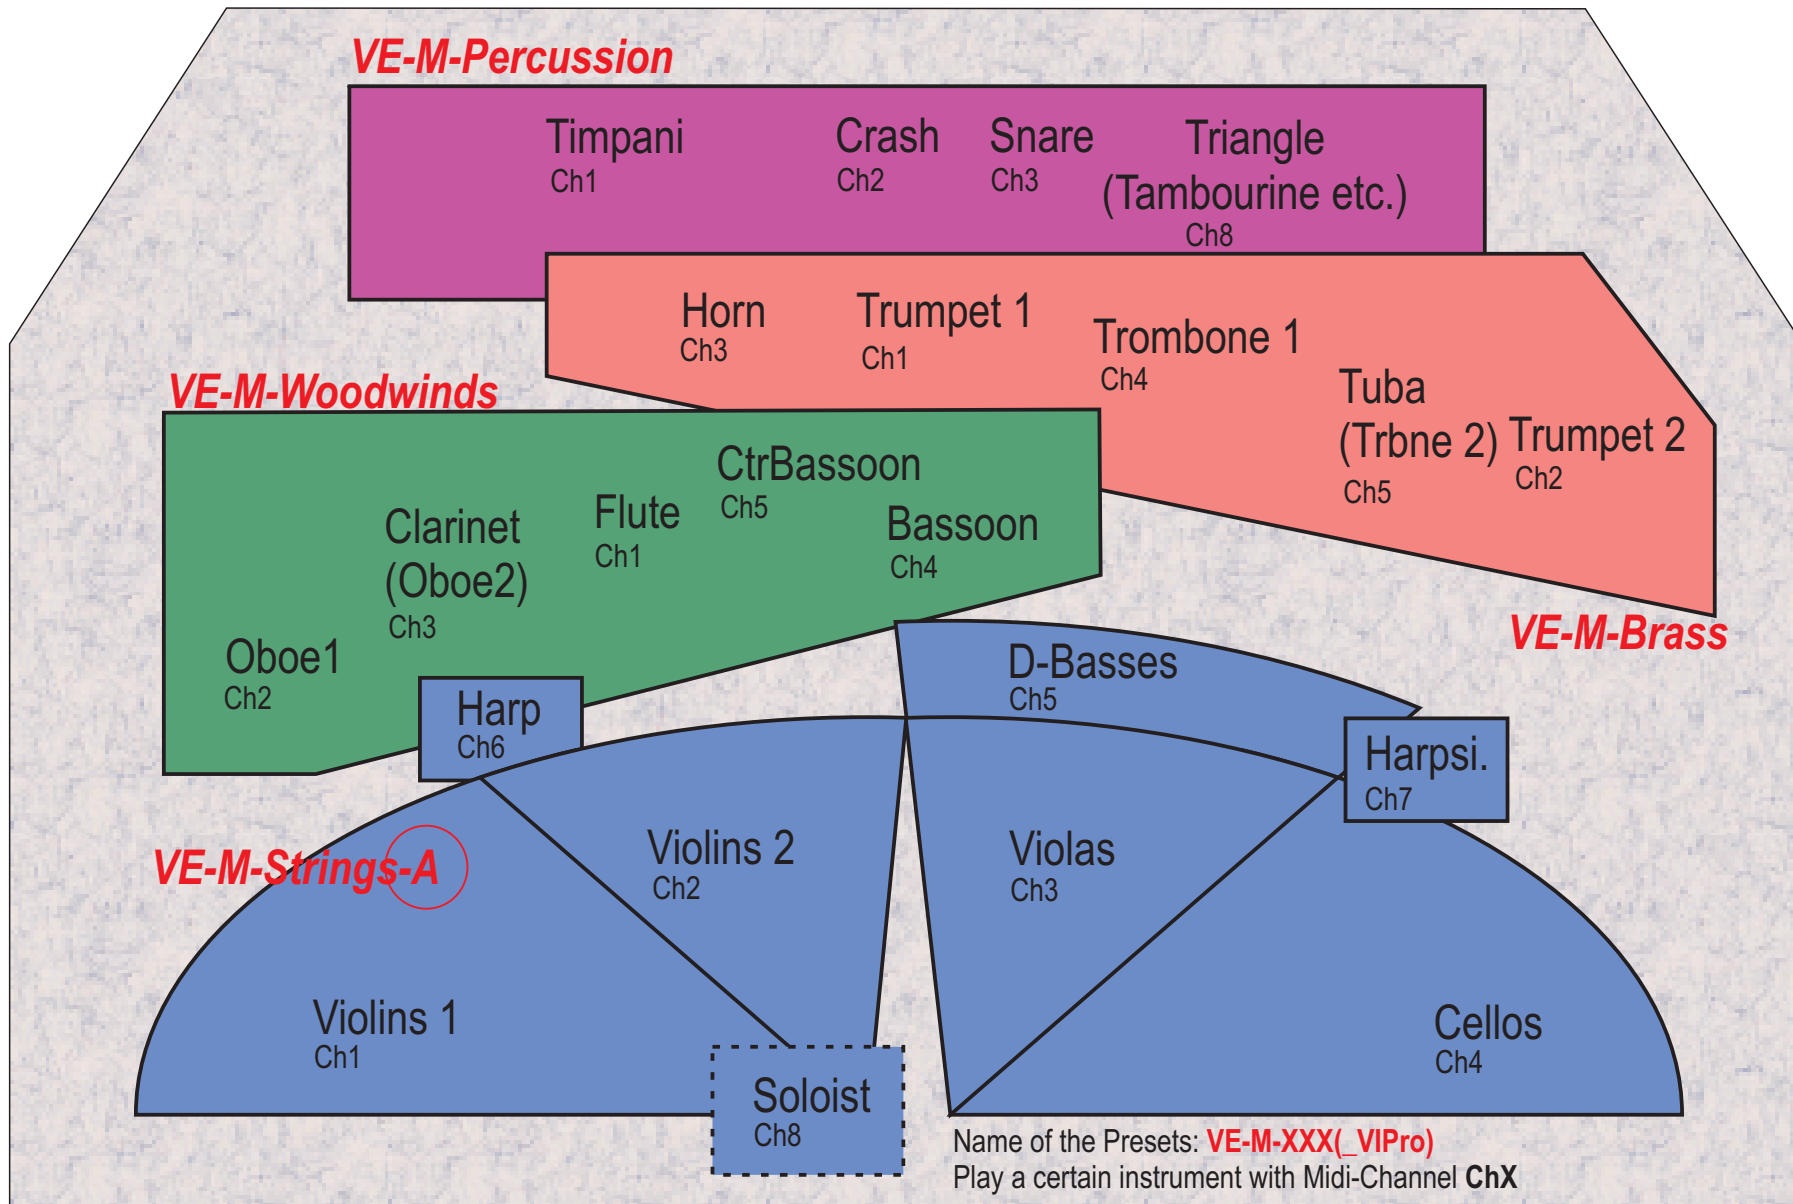 VE-M-Percussion
Timpani
Ch1
Crash
Ch2
Snare
Ch3
Triangle
(Tambourine etc.)
Ch8
Horn
Ch3
Trumpet 1
Ch1
Trombone 1
Ch4
Tuba
(Trbne 2)
Ch5
Trumpet 2
Ch2
VE-M-Brass
VE-M-Woodwinds
CtrBassoon
Ch5
Flute
Ch1
Clarinet
(Oboe2)
Ch3
Bassoon
Ch4
Oboe1
Ch2
Harp
Ch6
D-Basses
Ch5
Harpsi.
Ch7
VE-M-Strings-A
Violins 2
Ch2
Violas
Ch3
Violins 1
Ch1
Cellos
Ch4
Soloist
Ch8
Name of the Presets: VE-M-XXX(_VIPro)
Play a certain instrument with Midi-Channel ChX